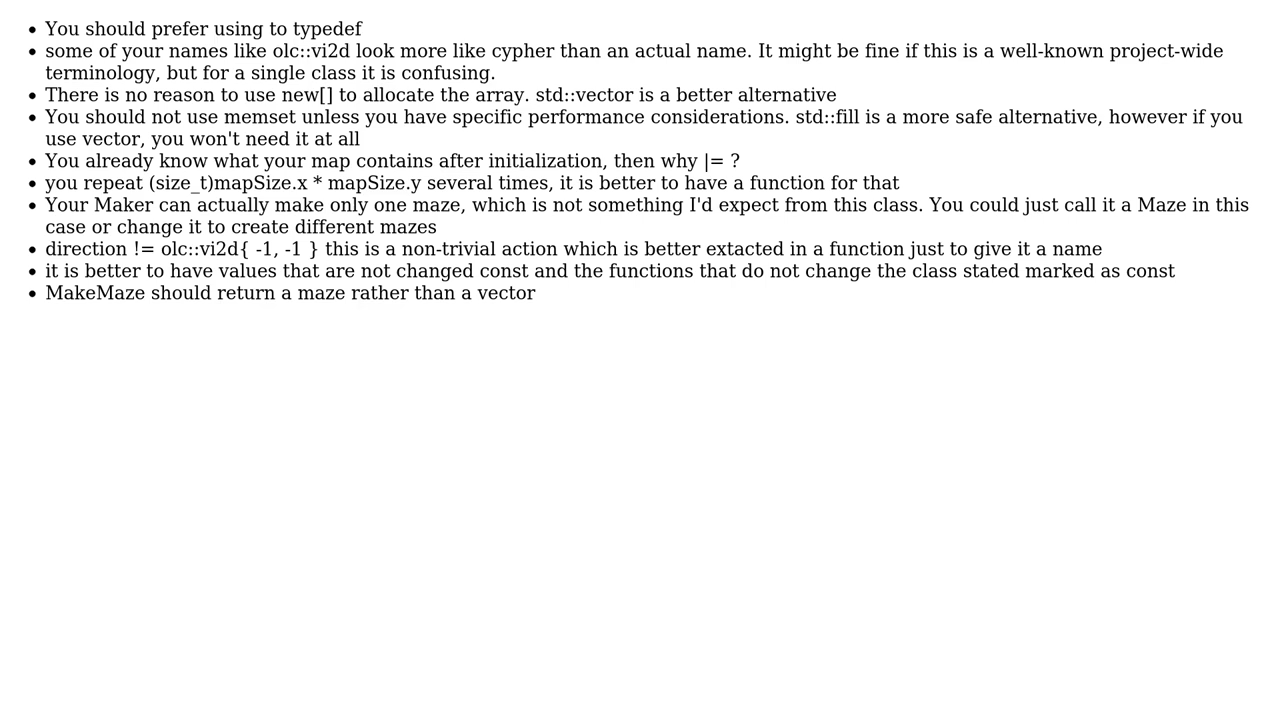 • You should prefer using to typedef
• some of your names like olc::vi2d look more like cypher than an actual name. It might be fine if this is a well-known project-wide
terminology, but for a single class it is confusing.
• There is no reason to use new[] to allocate the array. std::vector is a better alternative
• You should not use memset unless you have specific performance considerations. std::fill is a more safe alternative, however if you
use vector, you won't need it at all
• You already know what your map contains after initialization, then why |= ?
• you repeat (size_t)mapSize.x * mapSize.y several times, it is better to have a function for that
• Your Maker can actually make only one maze, which is not something I'd expect from this class. You could just call it a Maze in this
case or change it to create different mazes
• direction != olc::vi2d{ -1, -1 } this is a non-trivial action which is better extacted in a function just to give it a name
• it is better to have values that are not changed const and the functions that do not change the class stated marked as const
• MakeMaze should return a maze rather than a vector